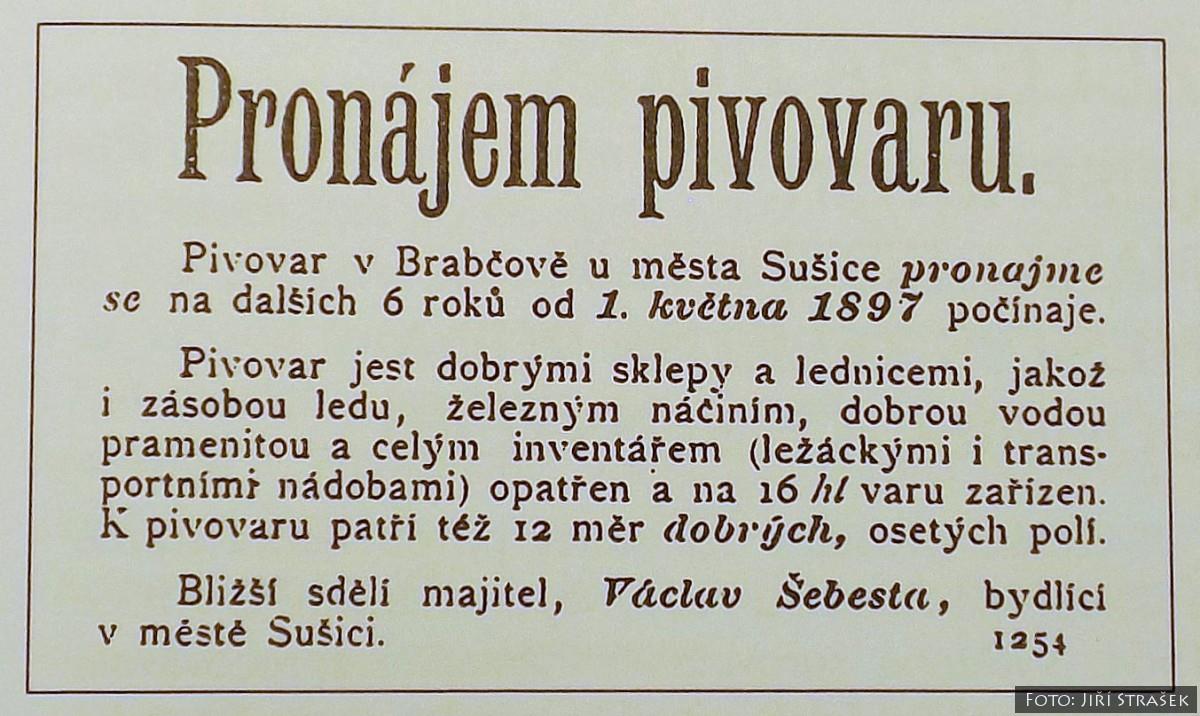 Pronájem pivovaru.
Pivovar v Brabčově u města Sušice pronajme
se na dalších 6 roků od 1. května 1897 počínaje.
Pivovar jest dobrými sklepy a lednicemi, jakož
i zásobou ledu, železným náčiním, dobrou vodou
pramenitou a celým inventářem (ležáckými i trans-
portními nádobami) opatřen a na 16 hl varu zařízen.
K pivovaru patří též 12 měr dobrých, osetých polí.
Bližší sdělí majitel, Václav Šebesta, bydlící
v městě Sušici.
1254
FOTO: JIŘÍ STRAŠEK